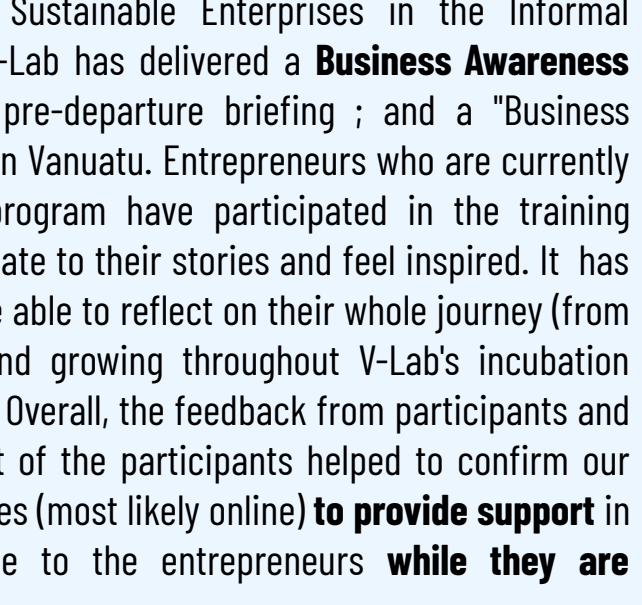 Sustainable Enterprises in the Informal
-Lab has delivered a Business Awareness
pre-departure briefing ; and a "Business
n Vanuatu. Entrepreneurs who are currently
program have participated in the training
ate to their stories and feel inspired. It has
e able to reflect on their whole journey (from
nd growing throughout V-Lab's incubation
Overall, the feedback from participants and
t of the participants helped to confirm our
es (most likely online) to provide support in
e to the entrepreneurs while they are